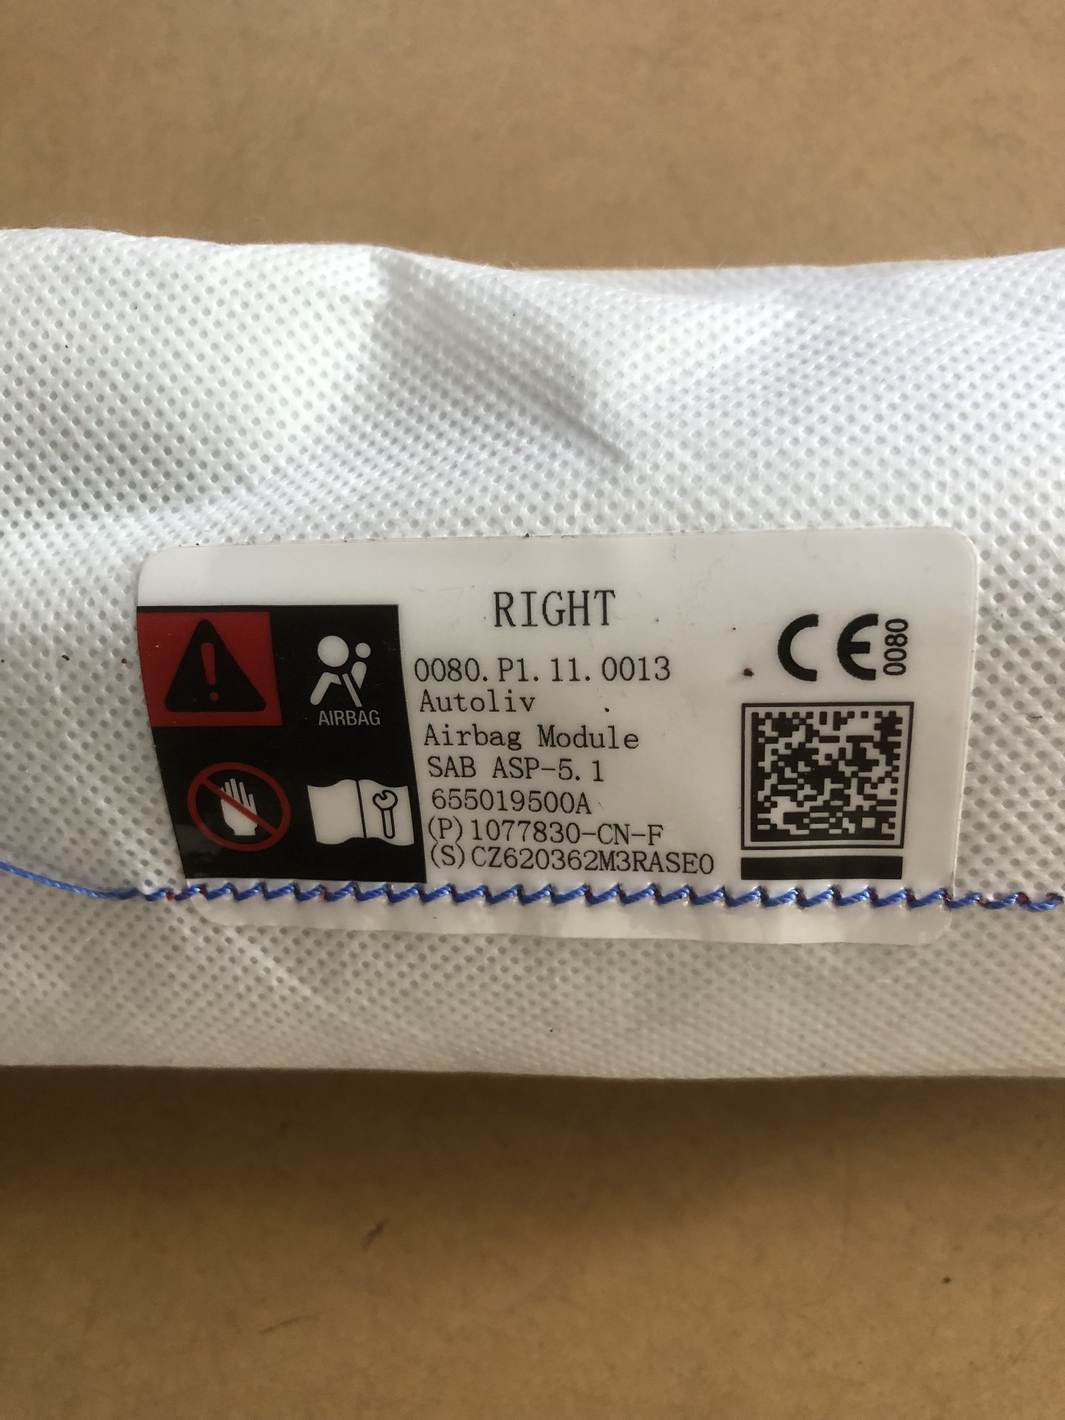 RIGHT
0080.P1.11.0013
Autoliv
Airbag Module
SAB ASP-5.1
655019500A
(P)1077830-CN-F
(S)CZ620362M3RASE0
AIRBAG
CE 0080